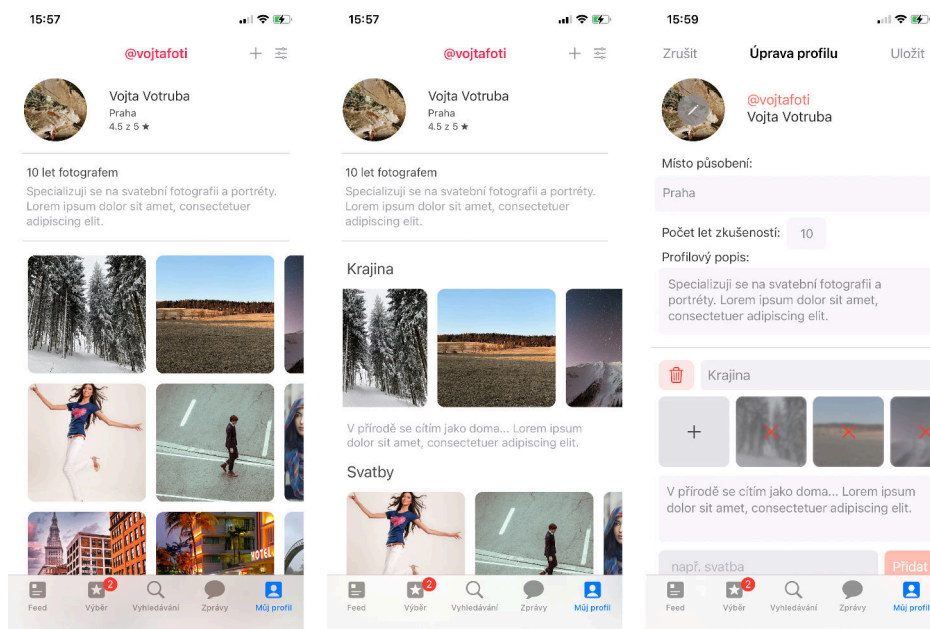 15:57
@vojtafoti
Vojta Votruba
Praha
4.5 z 5 ★
10 let fotografem
Specializuji se na svatební fotografii a portréty.
Lorem ipsum dolor sit amet, consectetuer
adipiscing elit.
HOTEL
2
Feed
Výběr
Vyhledávání
Zprávy
Můj profil
15:57
@vojtafoti
Vojta Votruba
Praha
4.5 z 5 ★
10 let fotografem
Specializuji se na svatební fotografii a portréty.
Lorem ipsum dolor sit amet, consectetuer
adipiscing elit.
Krajina
V přírodě se cítím jako doma... Lorem ipsum
dolor sit amet, consectetuer adipiscing elit.
Svatby
2
Feed
Výběr
Vyhledávání
Zprávy
Můj profil
15:59
Zrušit
Úprava profilu
Uložit
@vojtafoti
Vojta Votruba
Místo působení:
Praha
Počet let zkušeností: 10
Profilový popis:
Specializuji se na svatební fotografii a
portréty. Lorem ipsum dolor sit amet,
consectetuer adipiscing elit.
Krajina
V přírodě se cítím jako doma... Lorem ipsum
dolor sit amet, consectetuer adipiscing elit.
např. svatba
Přidat
2
Feed
Výběr
Vyhledávání
Zprávy
Můj profil